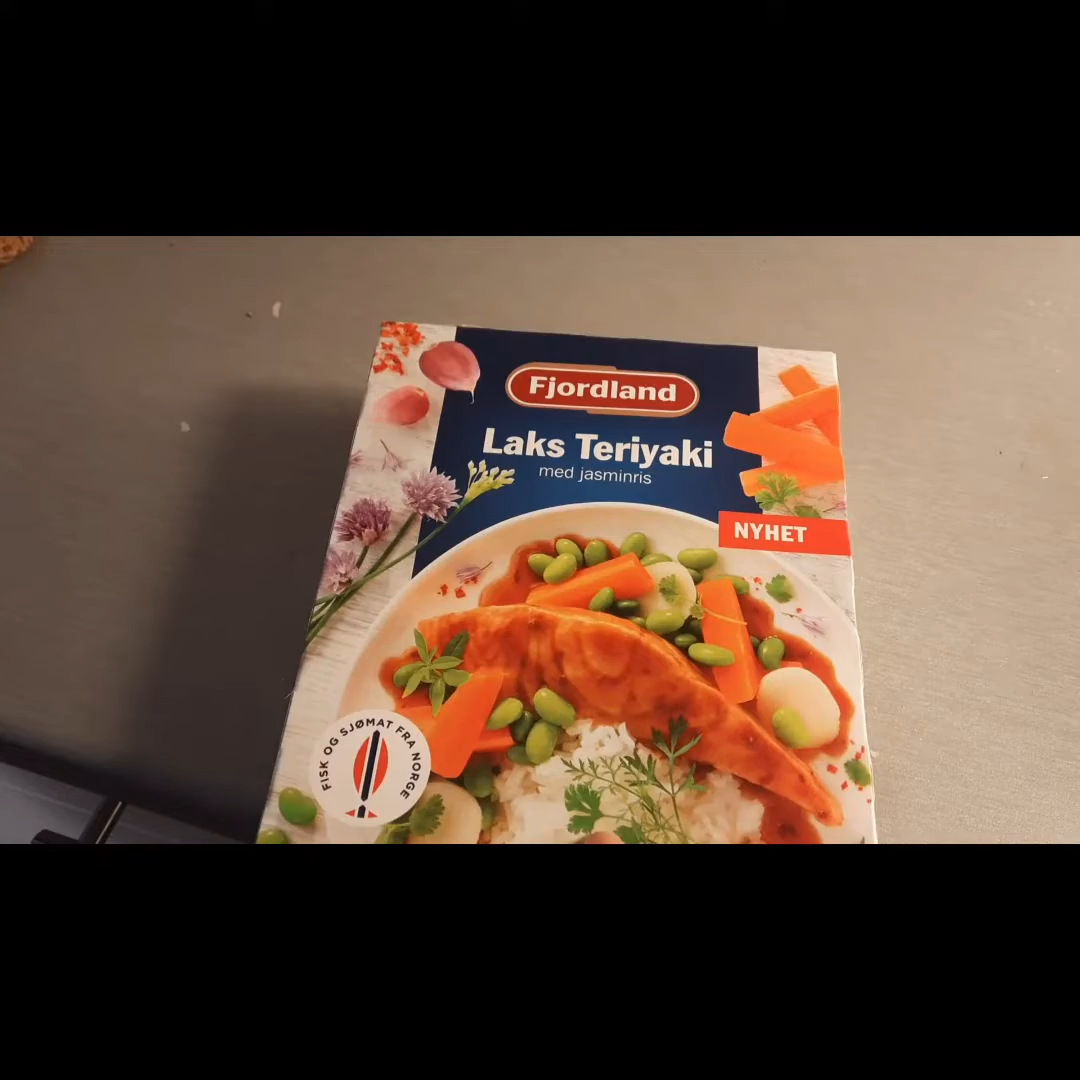 Fjordland
Laks Teriyaki
med jasminris
NYHET
FISK OG SJØMAT FRA NORGE